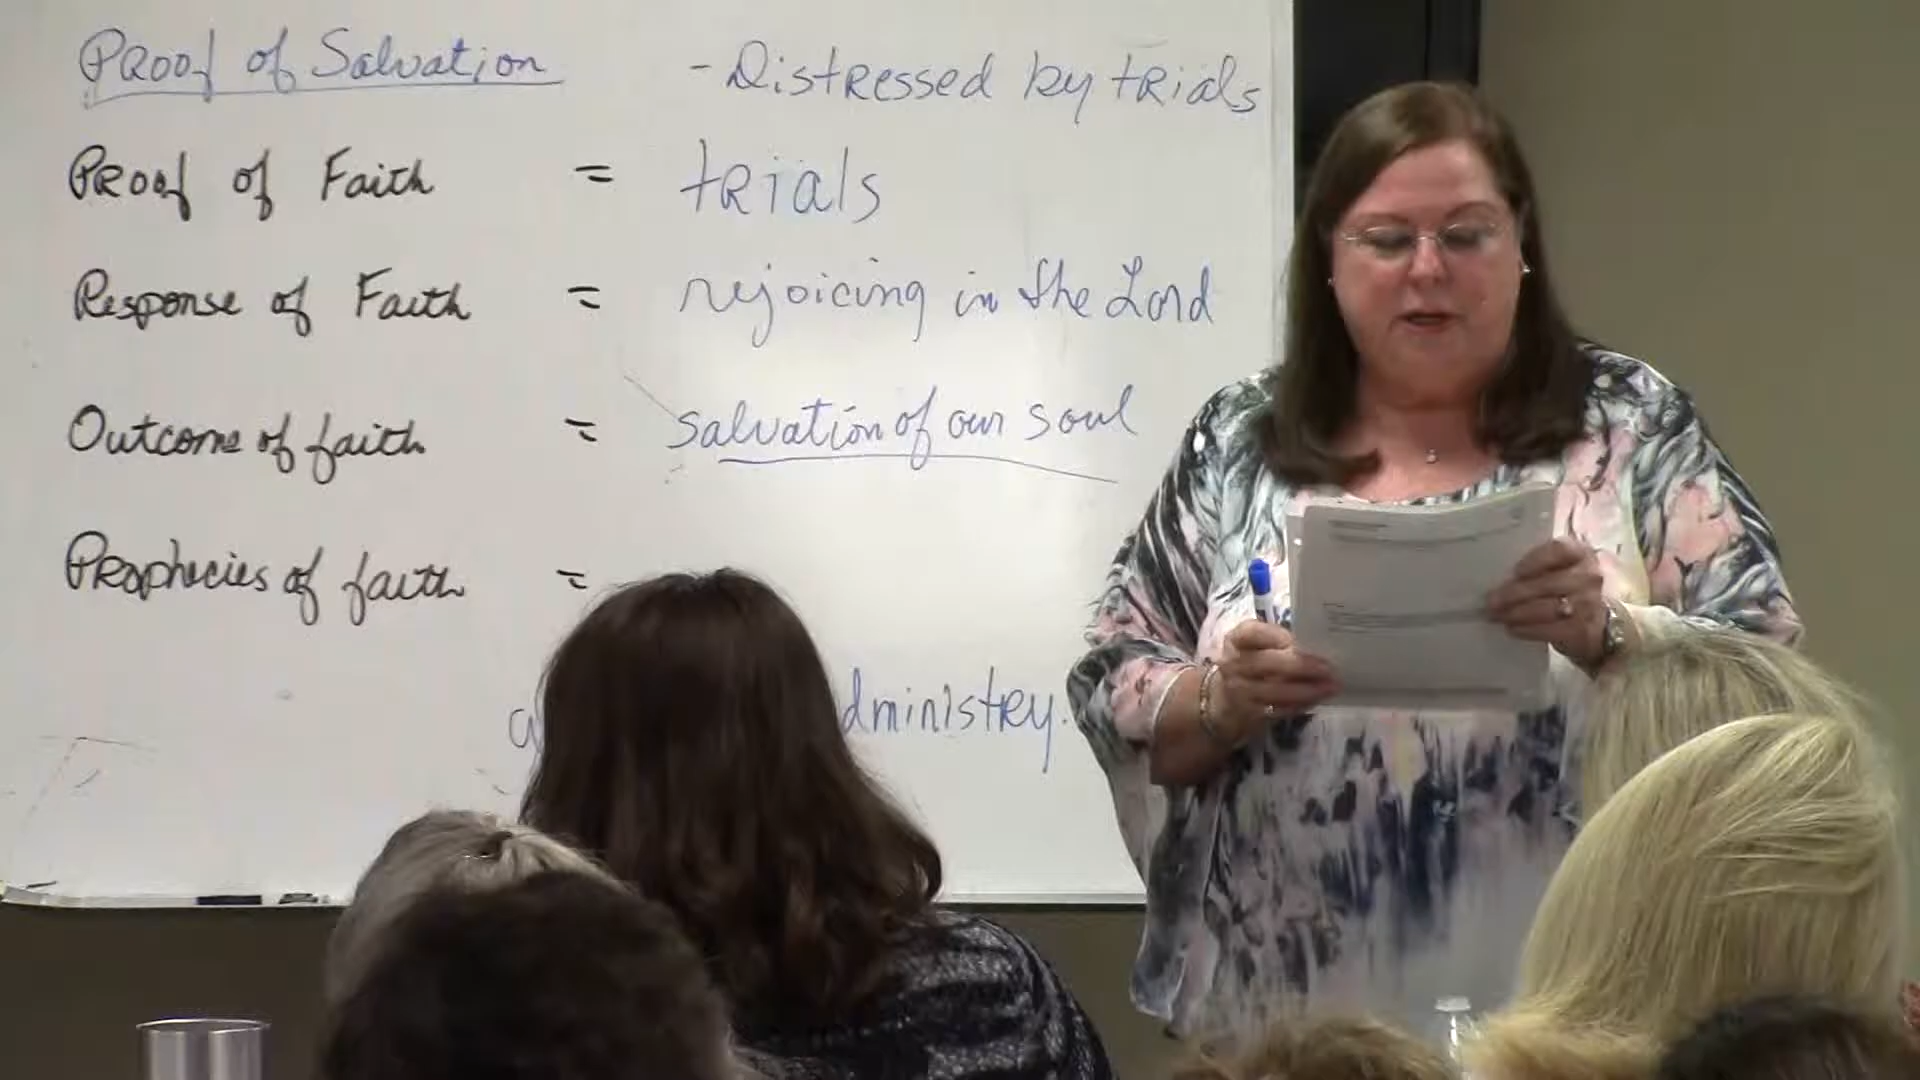 Proof of Salvation - Distressed by trials
Proof of Faith = trials
Response of Faith = rejoicing in the Lord
Outcome of faith = salvation of our soul
Prophecies of faith =